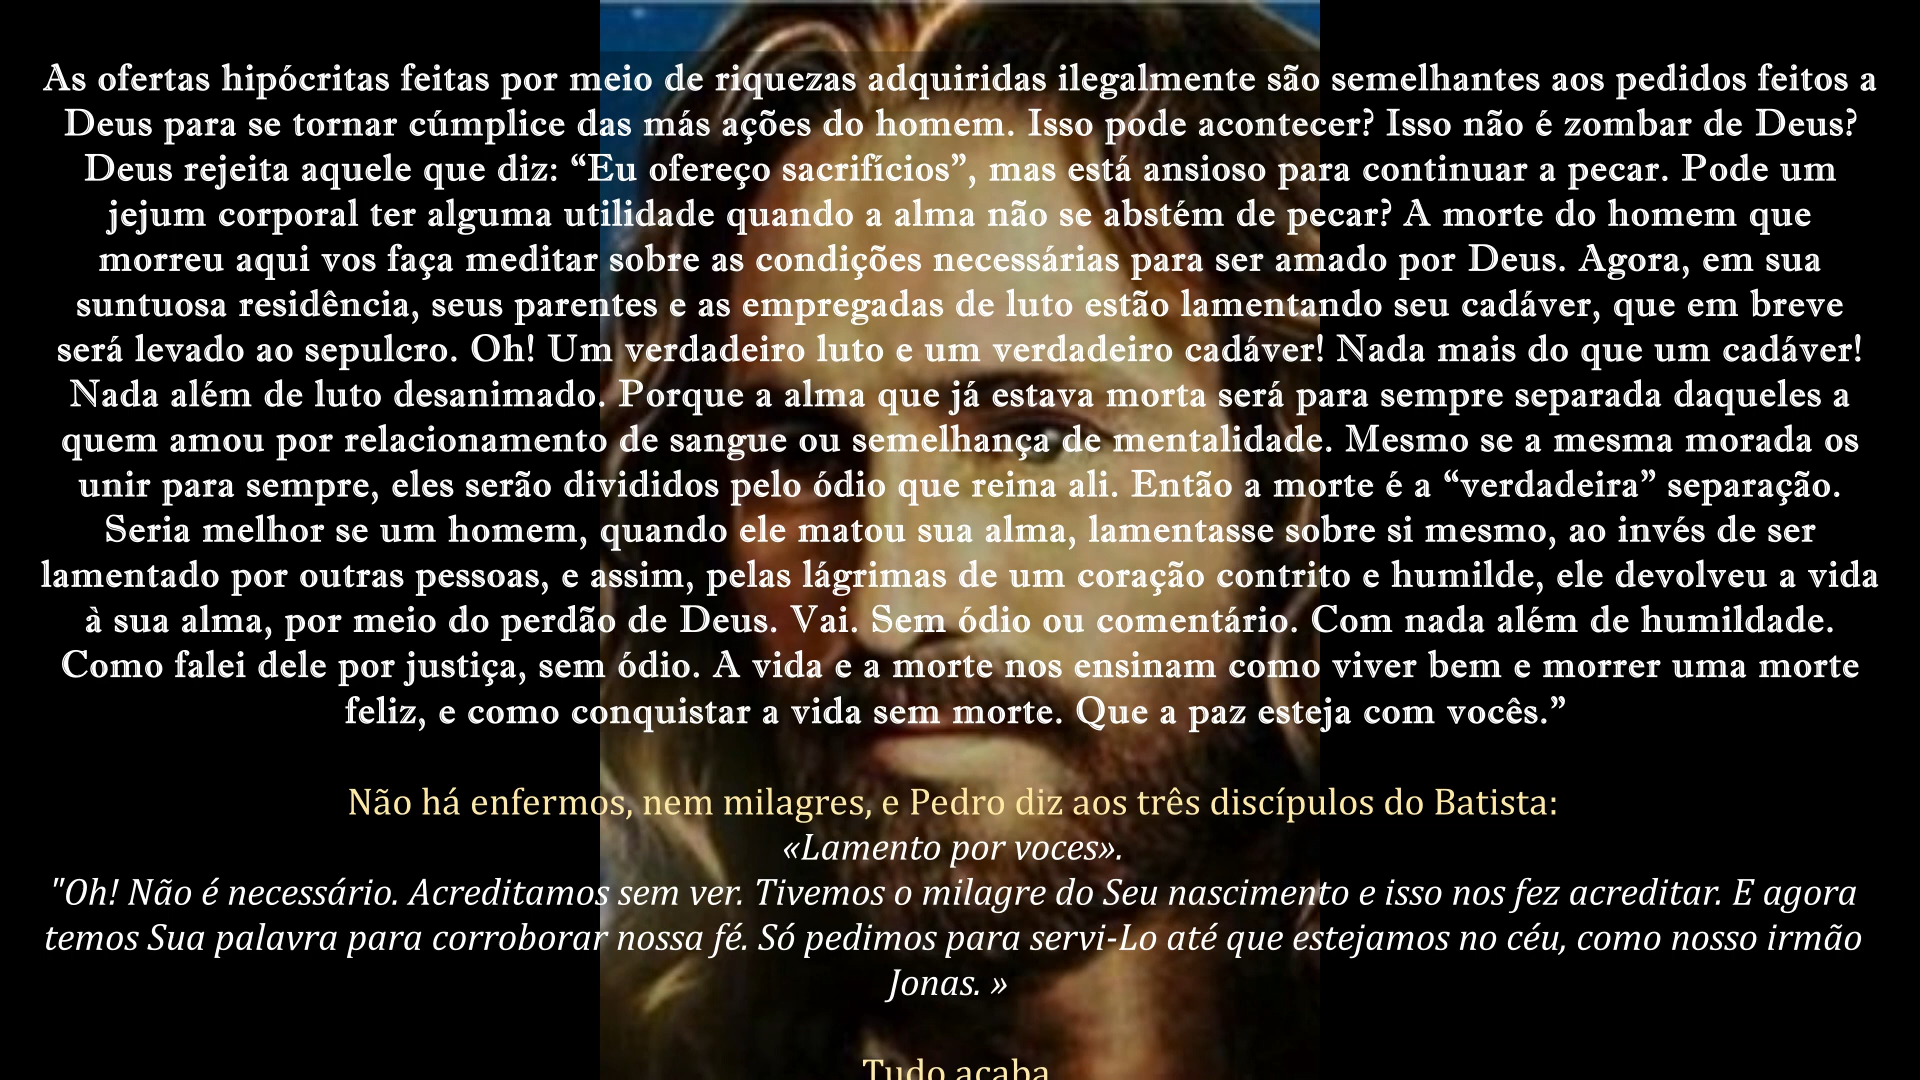 As ofertas hipócritas feitas por meio de riquezas adquiridas ilegalmente são semelhantes aos pedidos feitos a
Deus para se tornar cúmplice das más ações do homem. Isso pode acontecer? Isso não é zombar de Deus?
Deus rejeita aquele que diz: “Eu ofereço sacrifícios”, mas está ansioso para continuar a pecar. Pode um
jejum corporal ter alguma utilidade quando a alma não se abstém de pecar? A morte do homem que
morreu aqui vos faça meditar sobre as condições necessárias para ser amado por Deus. Agora, em sua
suntuosa residência, seus parentes e as empregadas de luto estão lamentando seu cadáver, que em breve
será levado ao sepulcro. Oh! Um verdadeiro luto e um verdadeiro cadáver! Nada mais do que um cadáver!
Nada além de luto desanimado. Porque a alma que já estava morta será para sempre separada daqueles a
quem amou por relacionamento de sangue ou semelhança de mentalidade. Mesmo se a mesma morada os
unir para sempre, eles serão divididos pelo ódio que reina ali. Então a morte é a “verdadeira” separação.
Seria melhor se um homem, quando ele matou sua alma, lamentasse sobre si mesmo, ao invés de ser
lamentado por outras pessoas, e assim, pelas lágrimas de um coração contrito e humilde, ele devolveu a vida
à sua alma, por meio do perdão de Deus. Vai. Sem ódio ou comentário. Com nada além de humildade.
Como falei dele por justiça, sem ódio. A vida e a morte nos ensinam como viver bem e morrer uma morte
feliz, e como conquistar a vida sem morte. Que a paz esteja com vocês.”
Não há enfermos, nem milagres, e Pedro diz aos três discípulos do Batista:
«Lamento por voces».
"Oh! Não é necessário. Acreditamos sem ver. Tivemos o milagre do Seu nascimento e isso nos fez acreditar. E agora
temos Sua palavra para corroborar nossa fé. Só pedimos para servi-Lo até que estejamos no céu, como nosso irmão
Jonas. »
Tudo acaba